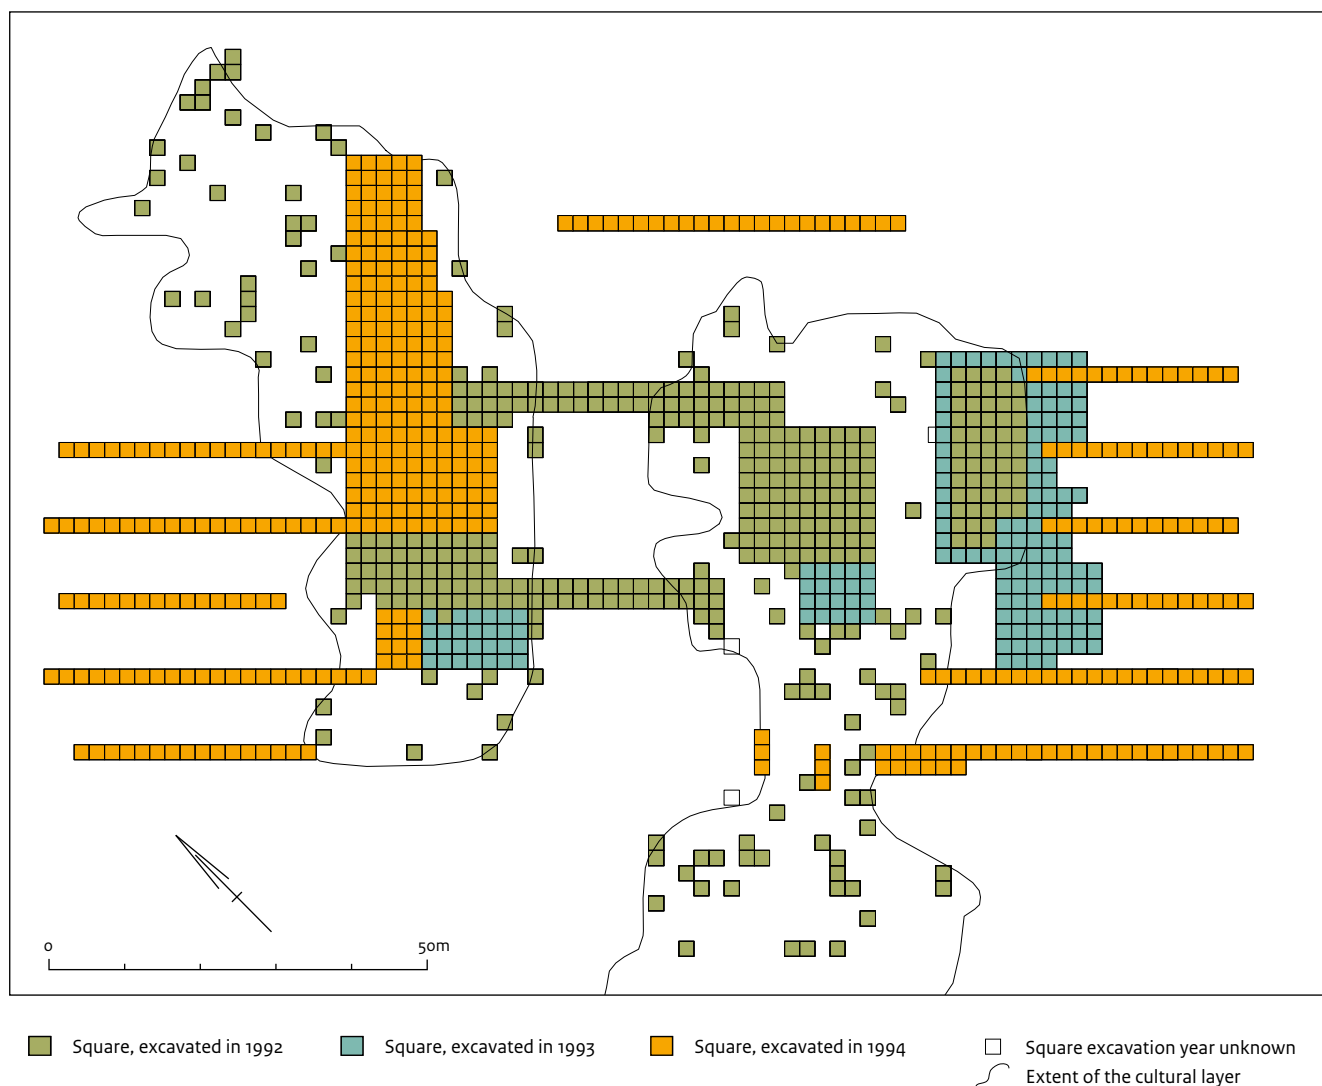 0 50m
Square, excavated in 1992 Square, excavated in 1993 Square, excavated in 1994 Square excavation year unknown
Extent of the cultural layer